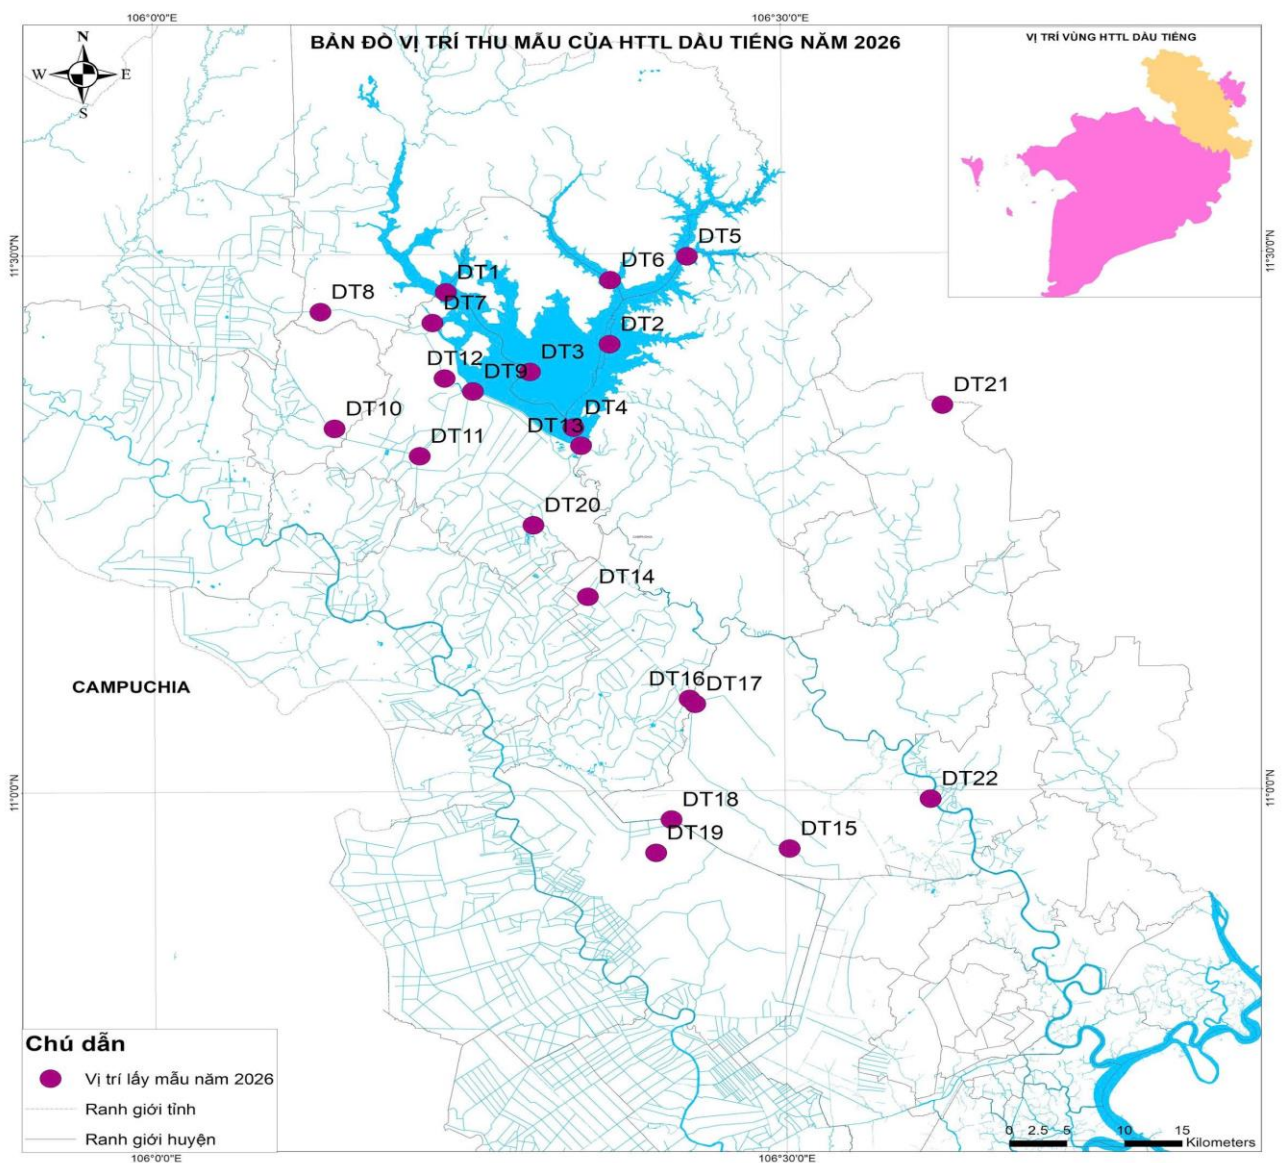 106°0'0"E
106°30'0"E
BẢN ĐỒ VỊ TRÍ THU MẪU CỦA HTTL DẦU TIẾNG NĂM 2026
VỊ TRÍ VÙNG HTTL DẦU TIẾNG
N
W
E
S
11°30'0"N
11°30'0"N
DT5
DT6
DT1
DT8
DT7
DT2
DT3
DT12
DT9
DT21
DT4
DT10
DT13
DT11
DT20
DT14
CAMPUCHIA
DT16
DT17
11°0'0"N
11°0'0"N
DT22
DT18
DT19
DT15
Chú dẫn
Vị trí lấy mẫu năm 2026
Ranh giới tỉnh
Ranh giới huyện
0 2.5 5 10 15
Kilometers
106°0'0"E
106°30'0"E